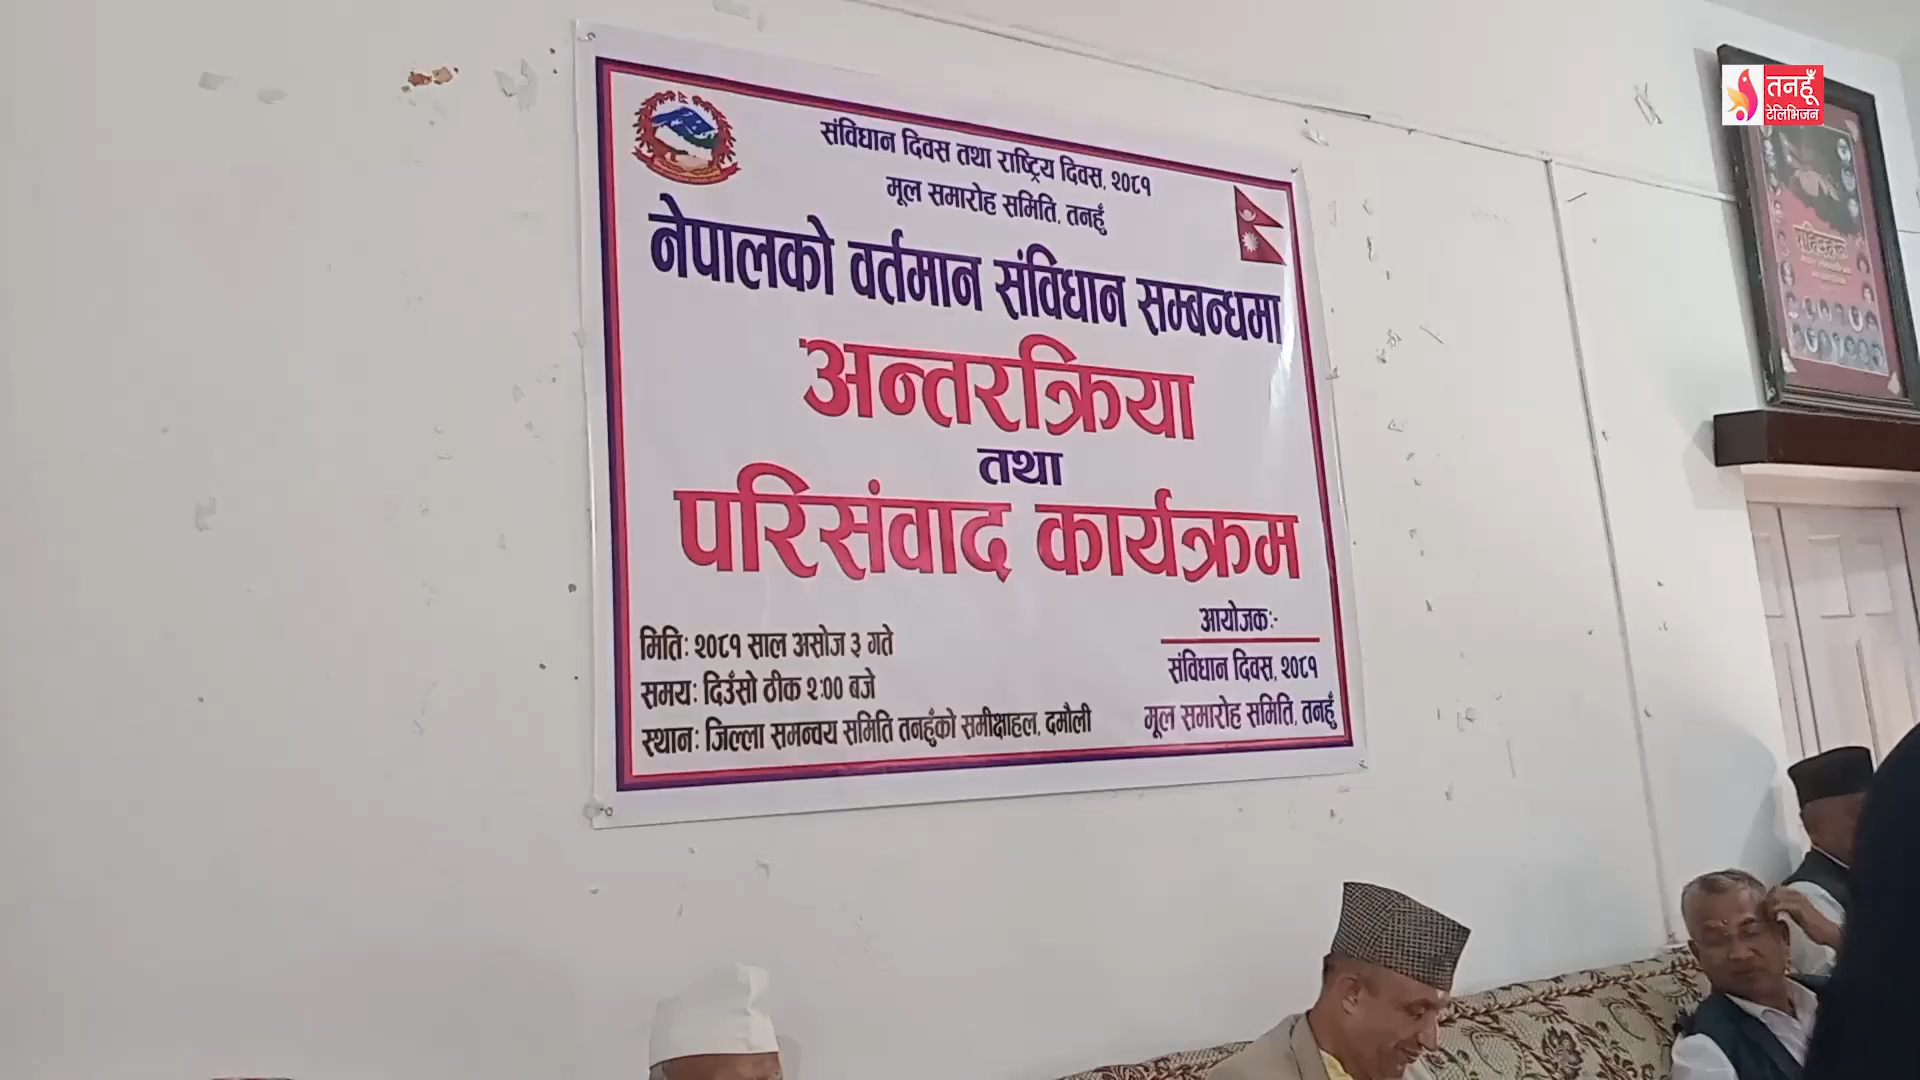 संविधान दिवस तथा राष्ट्रिय दिवस, २०८१
मूल समारोह समिति, तनहुँ
नेपालको वर्तमान संविधान सम्बन्धमा
अन्तरक्रिया
तथा
परिसंवाद कार्यक्रम
मिति: २०८१ साल असोज ३ गते
समय: दिउँसो ठीक २:०० बजे
स्थान: जिल्ला समन्वय समिति तनहुँको समीक्षाहल, दमौली
आयोजक:-
संविधान दिवस, २०८१
मूल समारोह समिति, तनहुँ
तनहूँ
टेलिभिजन